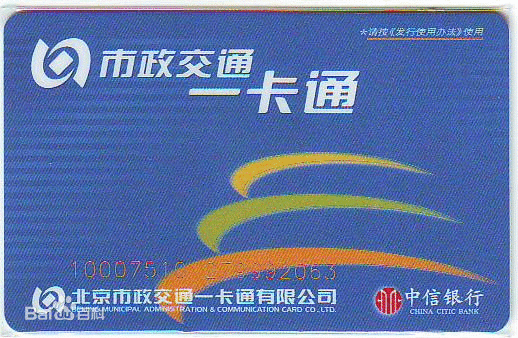 *请按《发行使用办法》使用
市政交通
一卡通
北京市政交通一卡通有限公司
BEIJING MUNICIPAL ADMINISTRATION & COMMUNICATION CARD CO., LTD.
中信银行
CHINA CITIC BANK
Bai百科